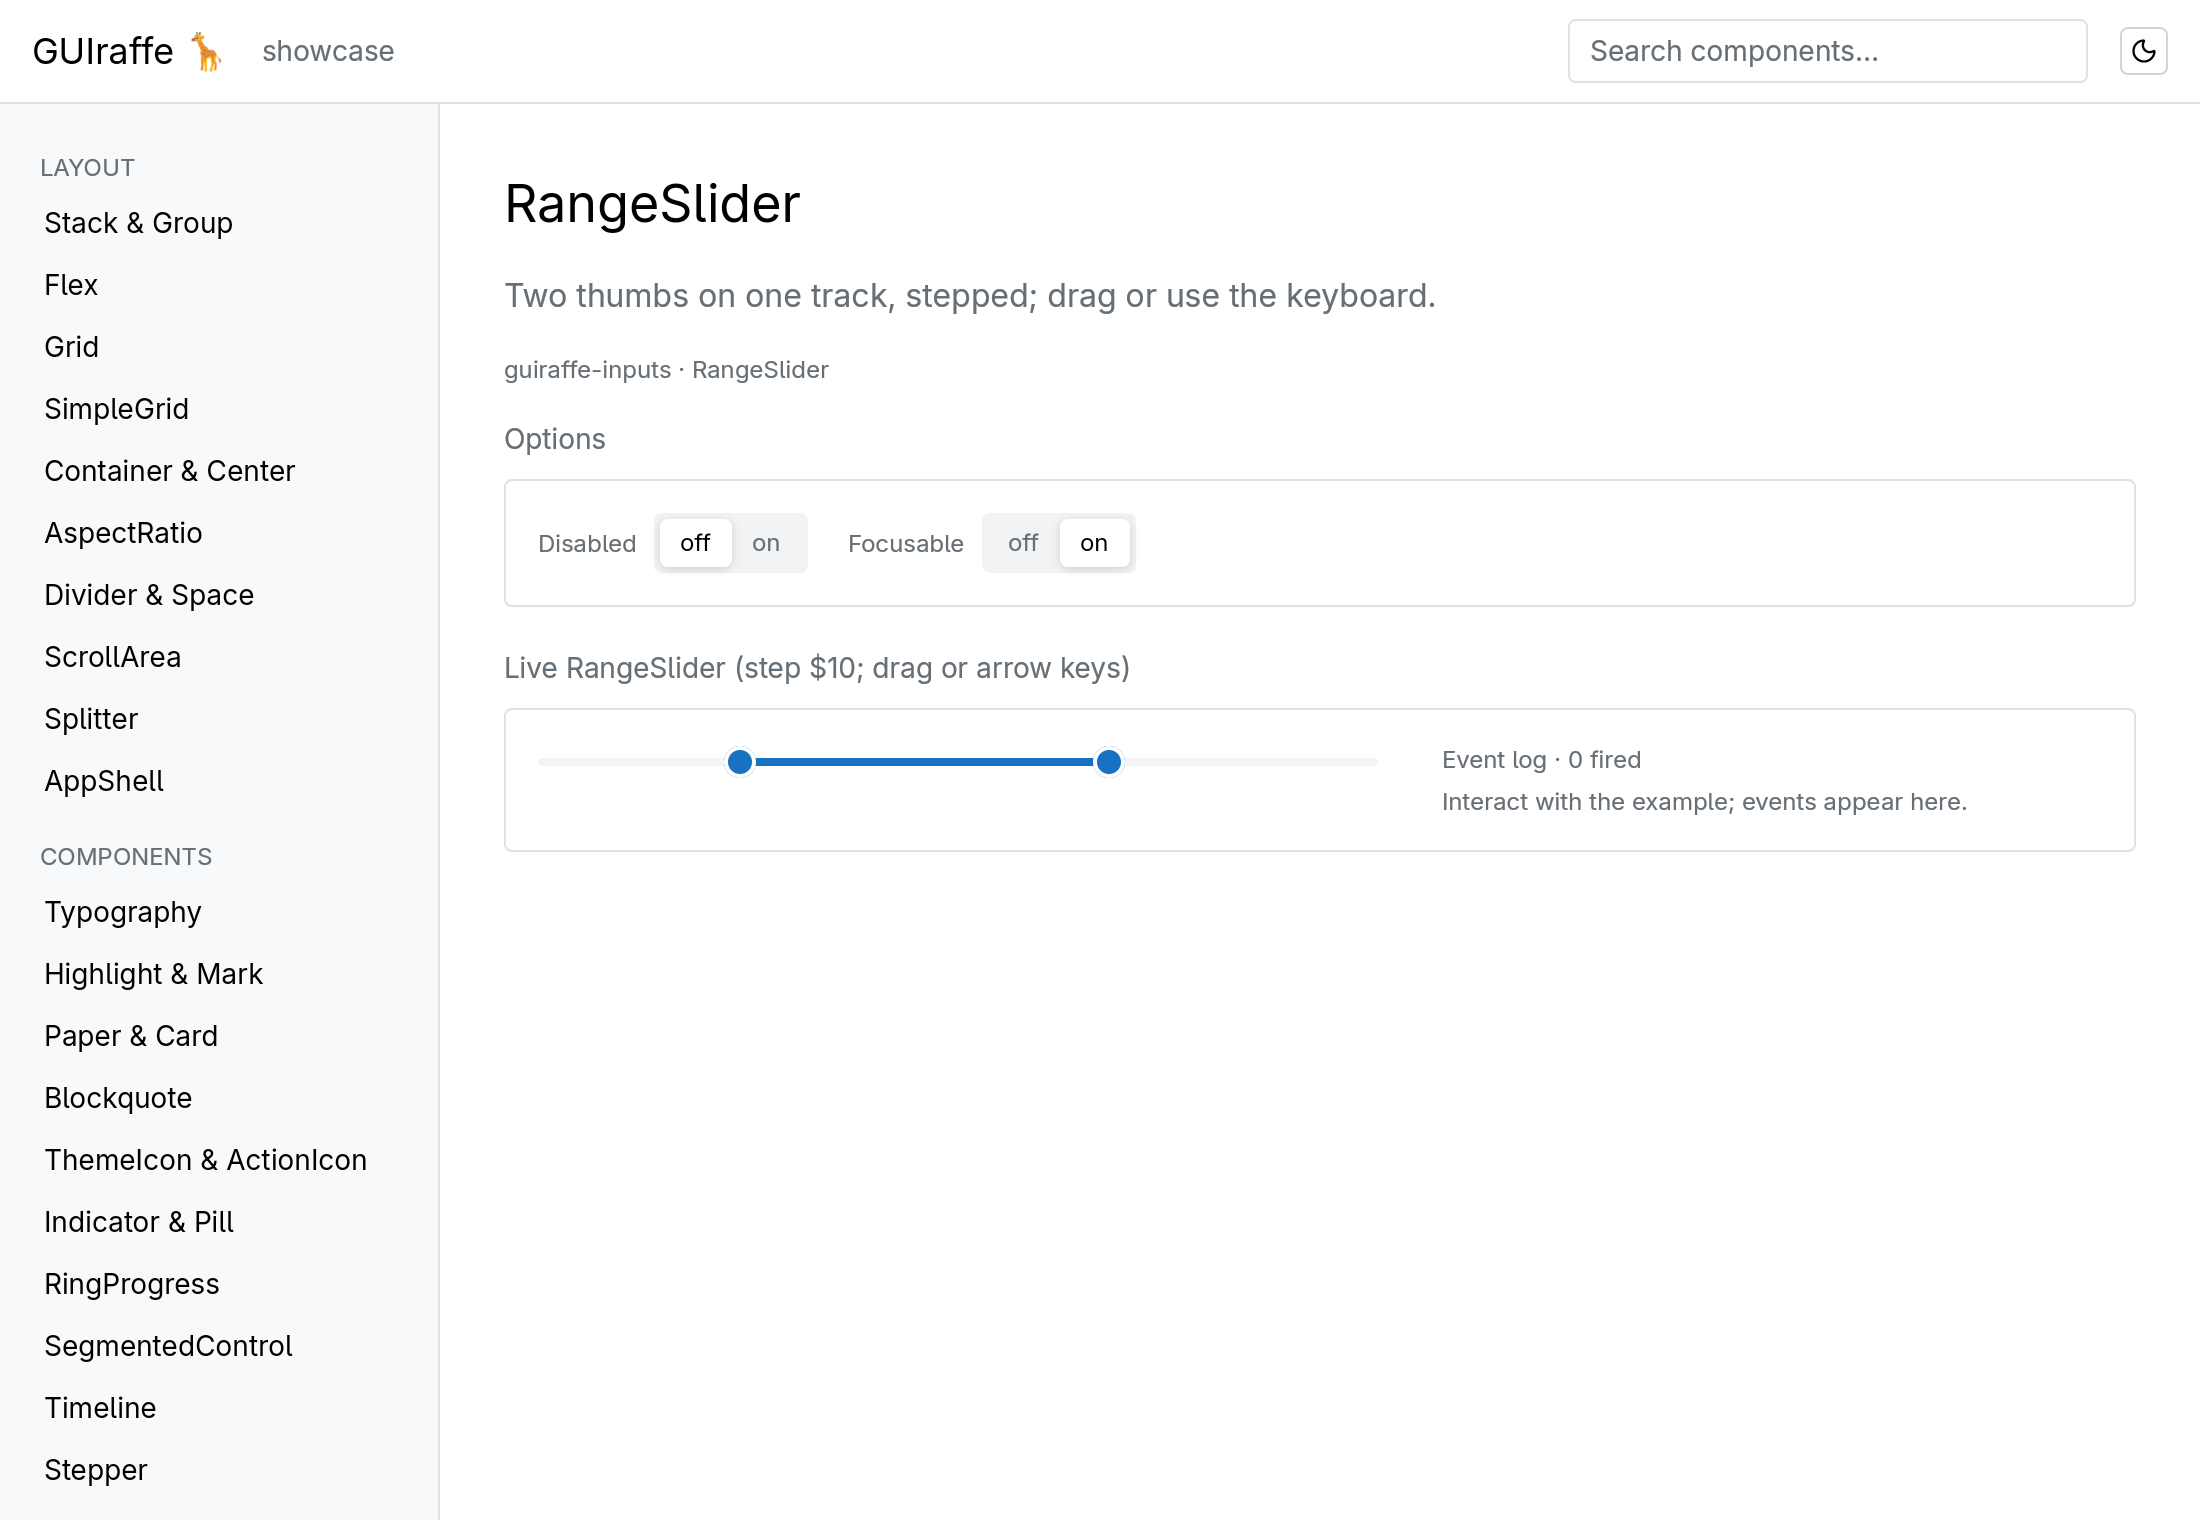 GUIraffe 🦒 showcase
Search components...
LAYOUT
Stack & Group
Flex
Grid
SimpleGrid
Container & Center
AspectRatio
Divider & Space
ScrollArea
Splitter
AppShell
COMPONENTS
Typography
Highlight & Mark
Paper & Card
Blockquote
ThemeIcon & ActionIcon
Indicator & Pill
RingProgress
SegmentedControl
Timeline
Stepper
RangeSlider
Two thumbs on one track, stepped; drag or use the keyboard.
guiraffe-inputs · RangeSlider
Options
Disabled off on Focusable off on
Live RangeSlider (step $10; drag or arrow keys)
Event log · 0 fired
Interact with the example; events appear here.